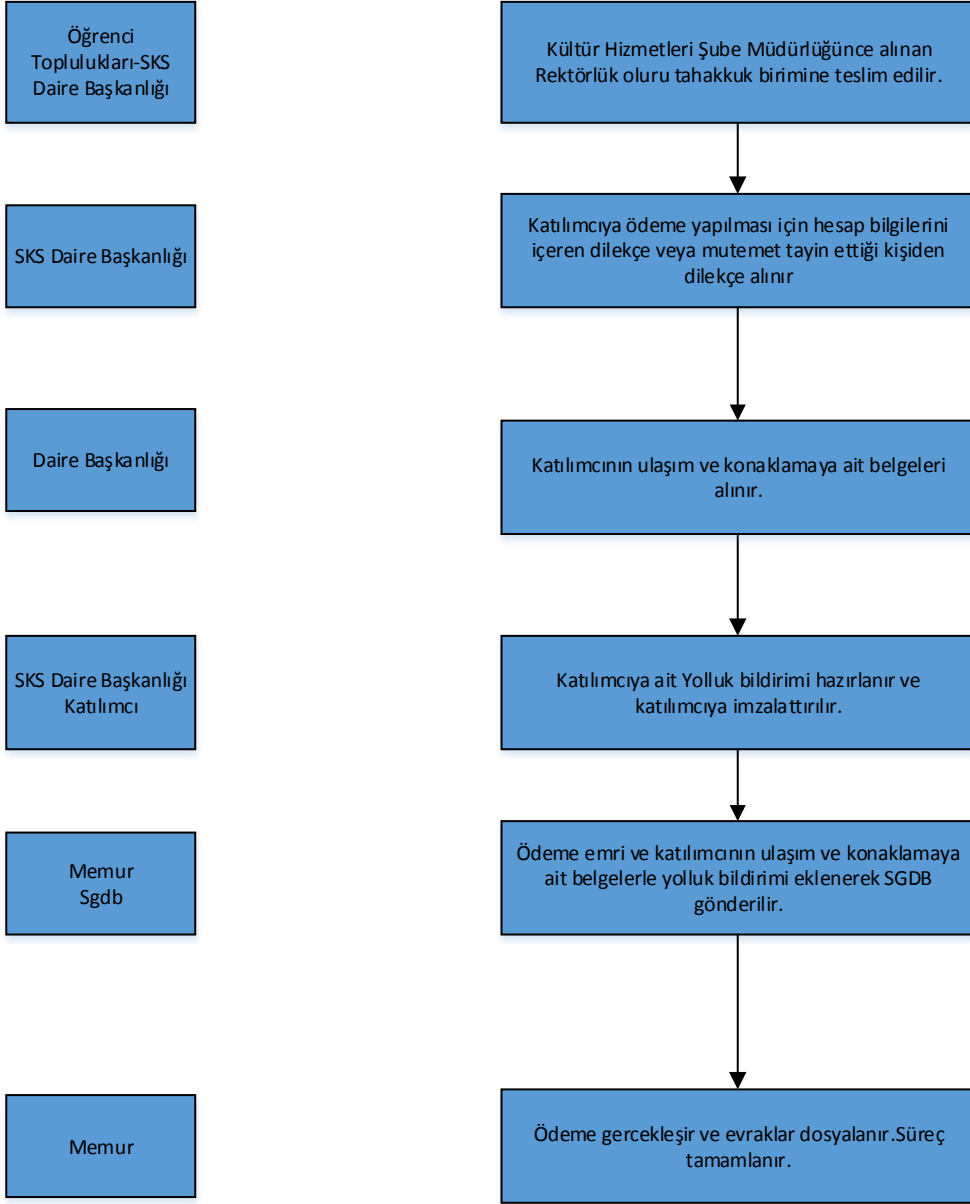 Öğrenci
Toplulukları-SKS
Daire Başkanlığı
Kültür Hizmetleri Şube Müdürlüğünce alınan
Rektörlük oluru tahakkuk birimine teslim edilir.
SKS Daire Başkanlığı
Katılımcıya ödeme yapılması için hesap bilgilerini
içeren dilekçe veya mutemet tayin ettiği kişiden
dilekçe alınır
Daire Başkanlığı
Katılımcının ulaşım ve konaklamaya ait belgeleri
alınır.
SKS Daire Başkanlığı
Katılımcı
Katılımcıya ait Yolluk bildirimi hazırlanır ve
katılımcıya imzalattırılır.
Memur
Sgdb
Ödeme emri ve katılımcının ulaşım ve konaklamaya
ait belgelerle yolluk bildirimi eklenerek SGDB
gönderilir.
Memur
Ödeme gercekleşir ve evraklar dosyalanır.Süreç
tamamlanır.